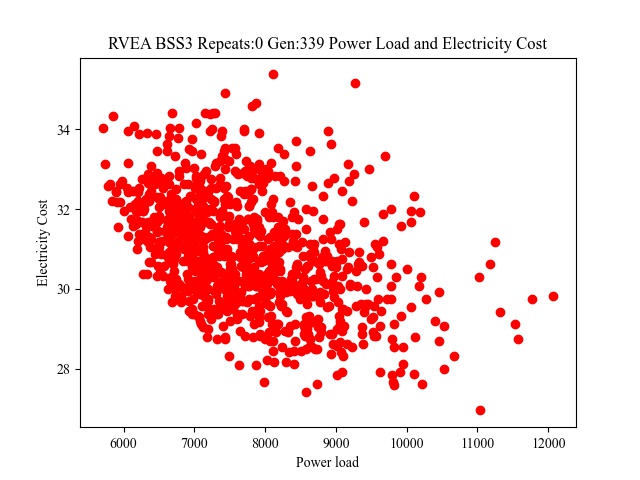 RVEA BSS3 Repeats:0 Gen:339 Power Load and Electricity Cost
34
32
30
28
Electricity Cost
6000 7000 8000 9000 10000 11000 12000
Power load